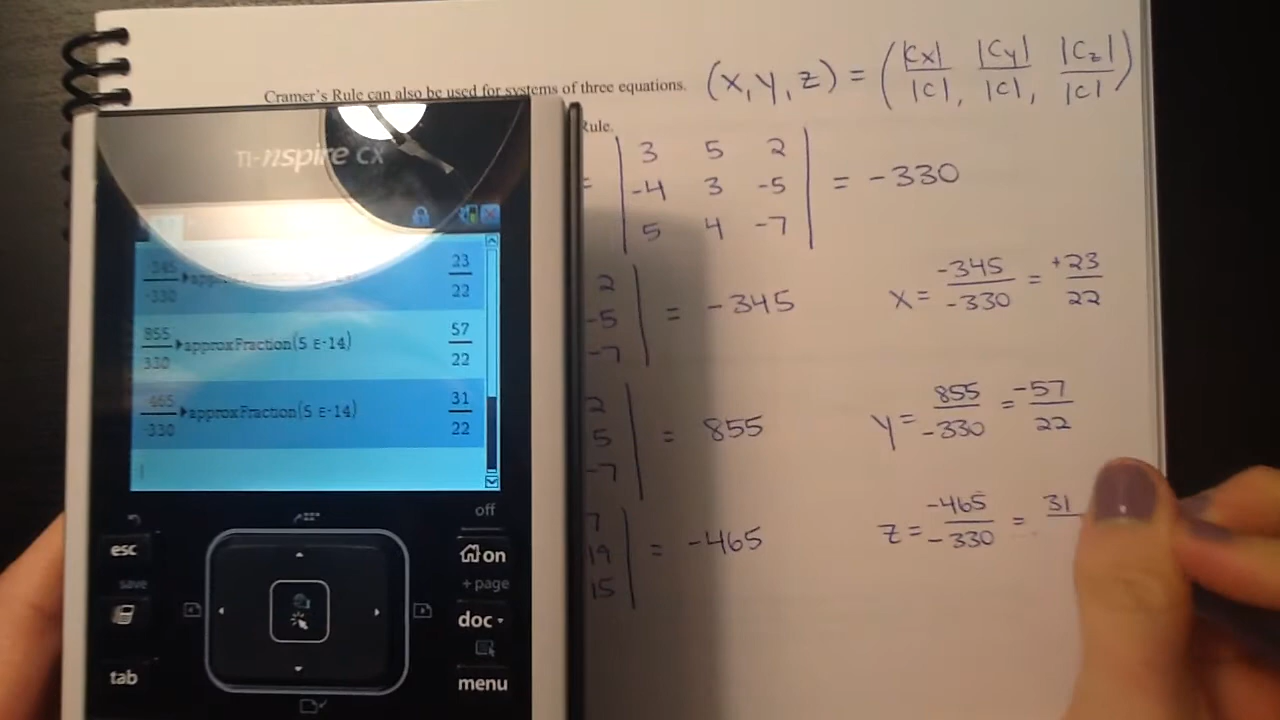 Cramer's Rule can also be used for systems of three equations.
(x, y, z) = (|Cx|/|C|, |Cy|/|C|, |Cz|/|C|)
Rule.
= | 3 5 2 |
| -4 3 -5 | = -330
| 5 4 -7 |
2 |
-5 | = -345
-7 |
x = -345/-330 = +23/22
2 |
5 | = 855
-7 |
y = 855/-330 = -57/22
7 |
19 | = -465
15 |
z = -465/-330 = 31
TI-nspire cx
-345/-330 23/22
855/330 ▶approxFraction(5 E-14) 57/22
-465/-330 ▶approxFraction(5 E-14) 31/22
off
esc
on
save
+ page
doc
tab
menu